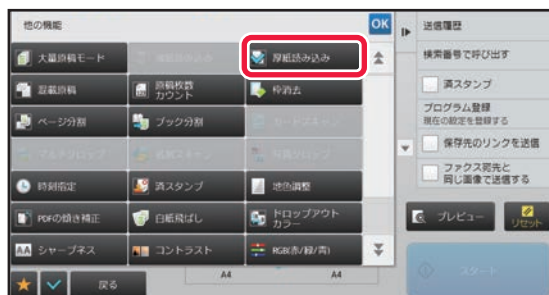 他の機能
OK
大量原稿モード
厚紙読み込み
混載原稿
原稿枚数
カウント
枠消去
ページ分割
ブック分割
時刻指定
済スタンプ
地色調整
PDFの傾き補正
白紙飛ばし
ドロップアウト
カラー
AA シャープネス
コントラスト
RGB(赤/緑/青)
戻る
A4
A4
送信履歴
検索番号で呼び出す
済スタンプ
プログラム登録
現在の設定を登録する
保存先のリンクを送信
ファクス宛先と
同じ画像で送信する
プレビュー
リセット
スタート